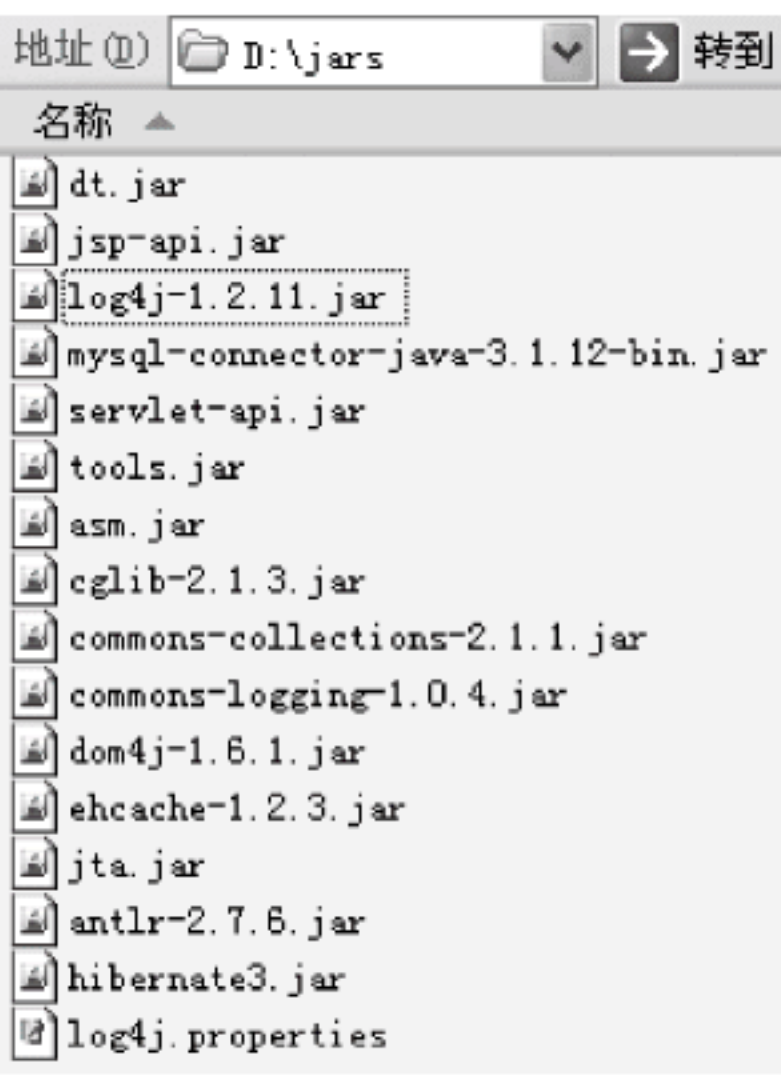 地址(D) D:\jars 转到
名称
dt.jar
jsp-api.jar
log4j-1.2.11.jar
mysql-connector-java-3.1.12-bin.jar
servlet-api.jar
tools.jar
asm.jar
cglib-2.1.3.jar
commons-collections-2.1.1.jar
commons-logging-1.0.4.jar
dom4j-1.6.1.jar
ehcache-1.2.3.jar
jta.jar
antlr-2.7.6.jar
hibernate3.jar
log4j.properties